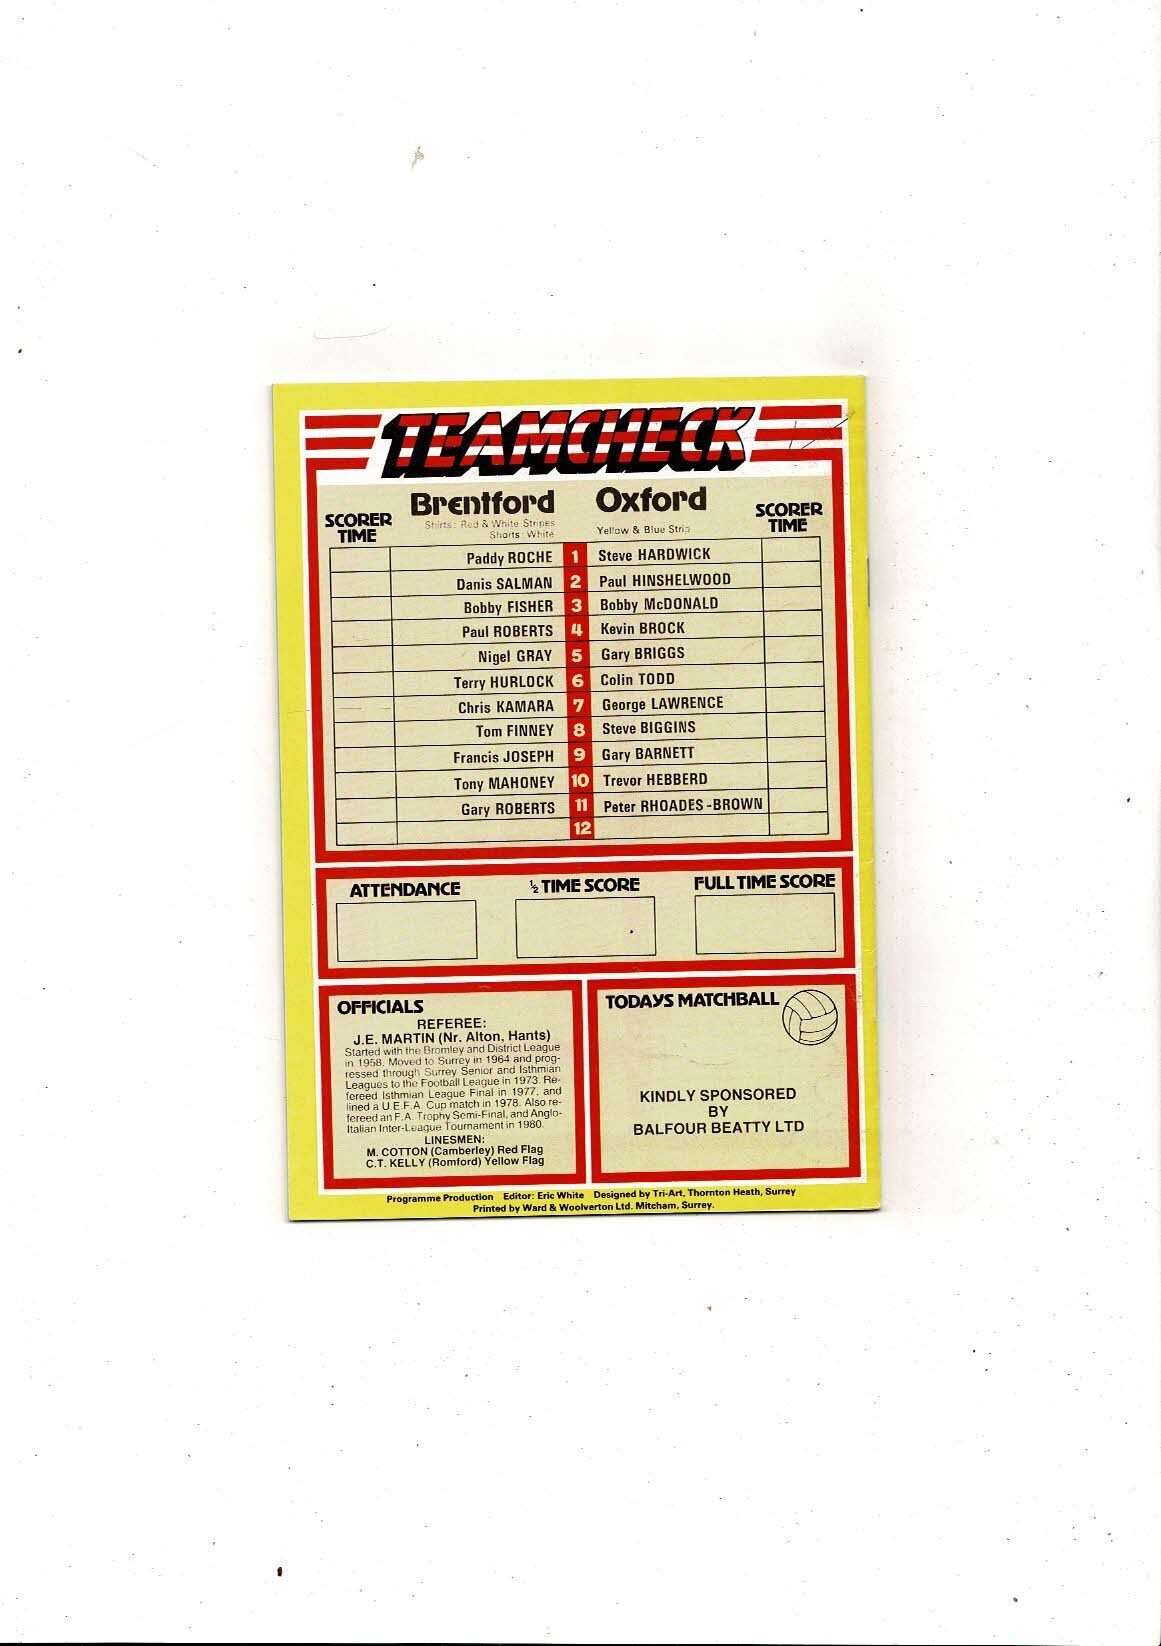 TEAMCHECK
Brentford Oxford
Shirts: Red & White Stripes
Shorts: White
Yellow & Blue Strip
SCORER TIME
SCORER TIME
Paddy ROCHE 1 Steve HARDWICK
Danis SALMAN 2 Paul HINSHELWOOD
Bobby FISHER 3 Bobby McDONALD
Paul ROBERTS 4 Kevin BROCK
Nigel GRAY 5 Gary BRIGGS
Terry HURLOCK 6 Colin TODD
Chris KAMARA 7 George LAWRENCE
Tom FINNEY 8 Steve BIGGINS
Francis JOSEPH 9 Gary BARNETT
Tony MAHONEY 10 Trevor HEBBERD
Gary ROBERTS 11 Peter RHOADES-BROWN
12
ATTENDANCE ½ TIME SCORE FULL TIME SCORE
OFFICIALS
REFEREE:
J.E. MARTIN (Nr. Alton, Hants)
Started with the Bromley and District League
in 1958. Moved to Surrey in 1964 and prog-
ressed through Surrey Senior and Isthmian
Leagues to the Football League in 1973. Re-
fereed Isthmian League Final in 1977, and
lined a U.E.F.A. Cup match in 1978. Also re-
fereed an F.A. Trophy Semi-Final, and Anglo-
Italian Inter-League Tournament in 1980.
LINESMEN:
M. COTTON (Camberley) Red Flag
C.T. KELLY (Romford) Yellow Flag
TODAYS MATCHBALL
KINDLY SPONSORED
BY
BALFOUR BEATTY LTD
Programme Production Editor: Eric White Designed by Tri-Art, Thornton Heath, Surrey
Printed by Ward & Woolverton Ltd. Mitcham, Surrey.